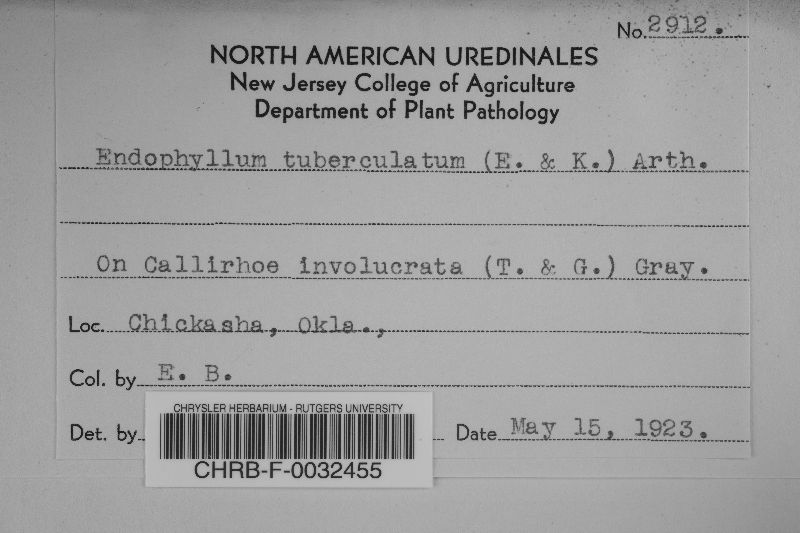 No. 2912.
NORTH AMERICAN UREDINALES
New Jersey College of Agriculture
Department of Plant Pathology
Endophyllum tuberculatum (E. & K.) Arth.
On Callirhoe involucrata (T. & G.) Gray.
Loc. Chickasha, Okla.,
Col. by E. B.
Det. by
Date May 15, 1923.
CHRYSLER HERBARIUM - RUTGERS UNIVERSITY
CHRB-F-0032455